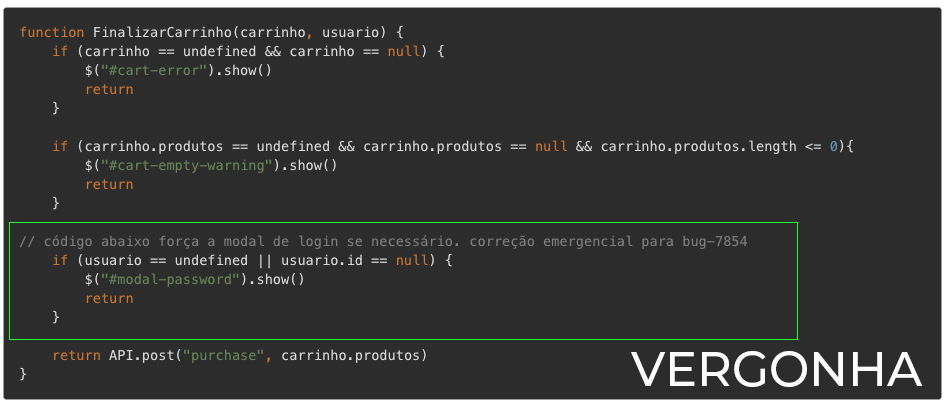 function FinalizarCarrinho(carrinho, usuario) {
    if (carrinho == undefined && carrinho == null) {
        $("#cart-error").show()
        return
    }

    if (carrinho.produtos == undefined && carrinho.produtos == null && carrinho.produtos.length <= 0){
        $("#cart-empty-warning").show()
        return
    }

// código abaixo força a modal de login se necessário. correção emergencial para bug-7854
    if (usuario == undefined || usuario.id == null) {
        $("#modal-password").show()
        return
    }

    return API.post("purchase", carrinho.produtos)
}
VERGONHA